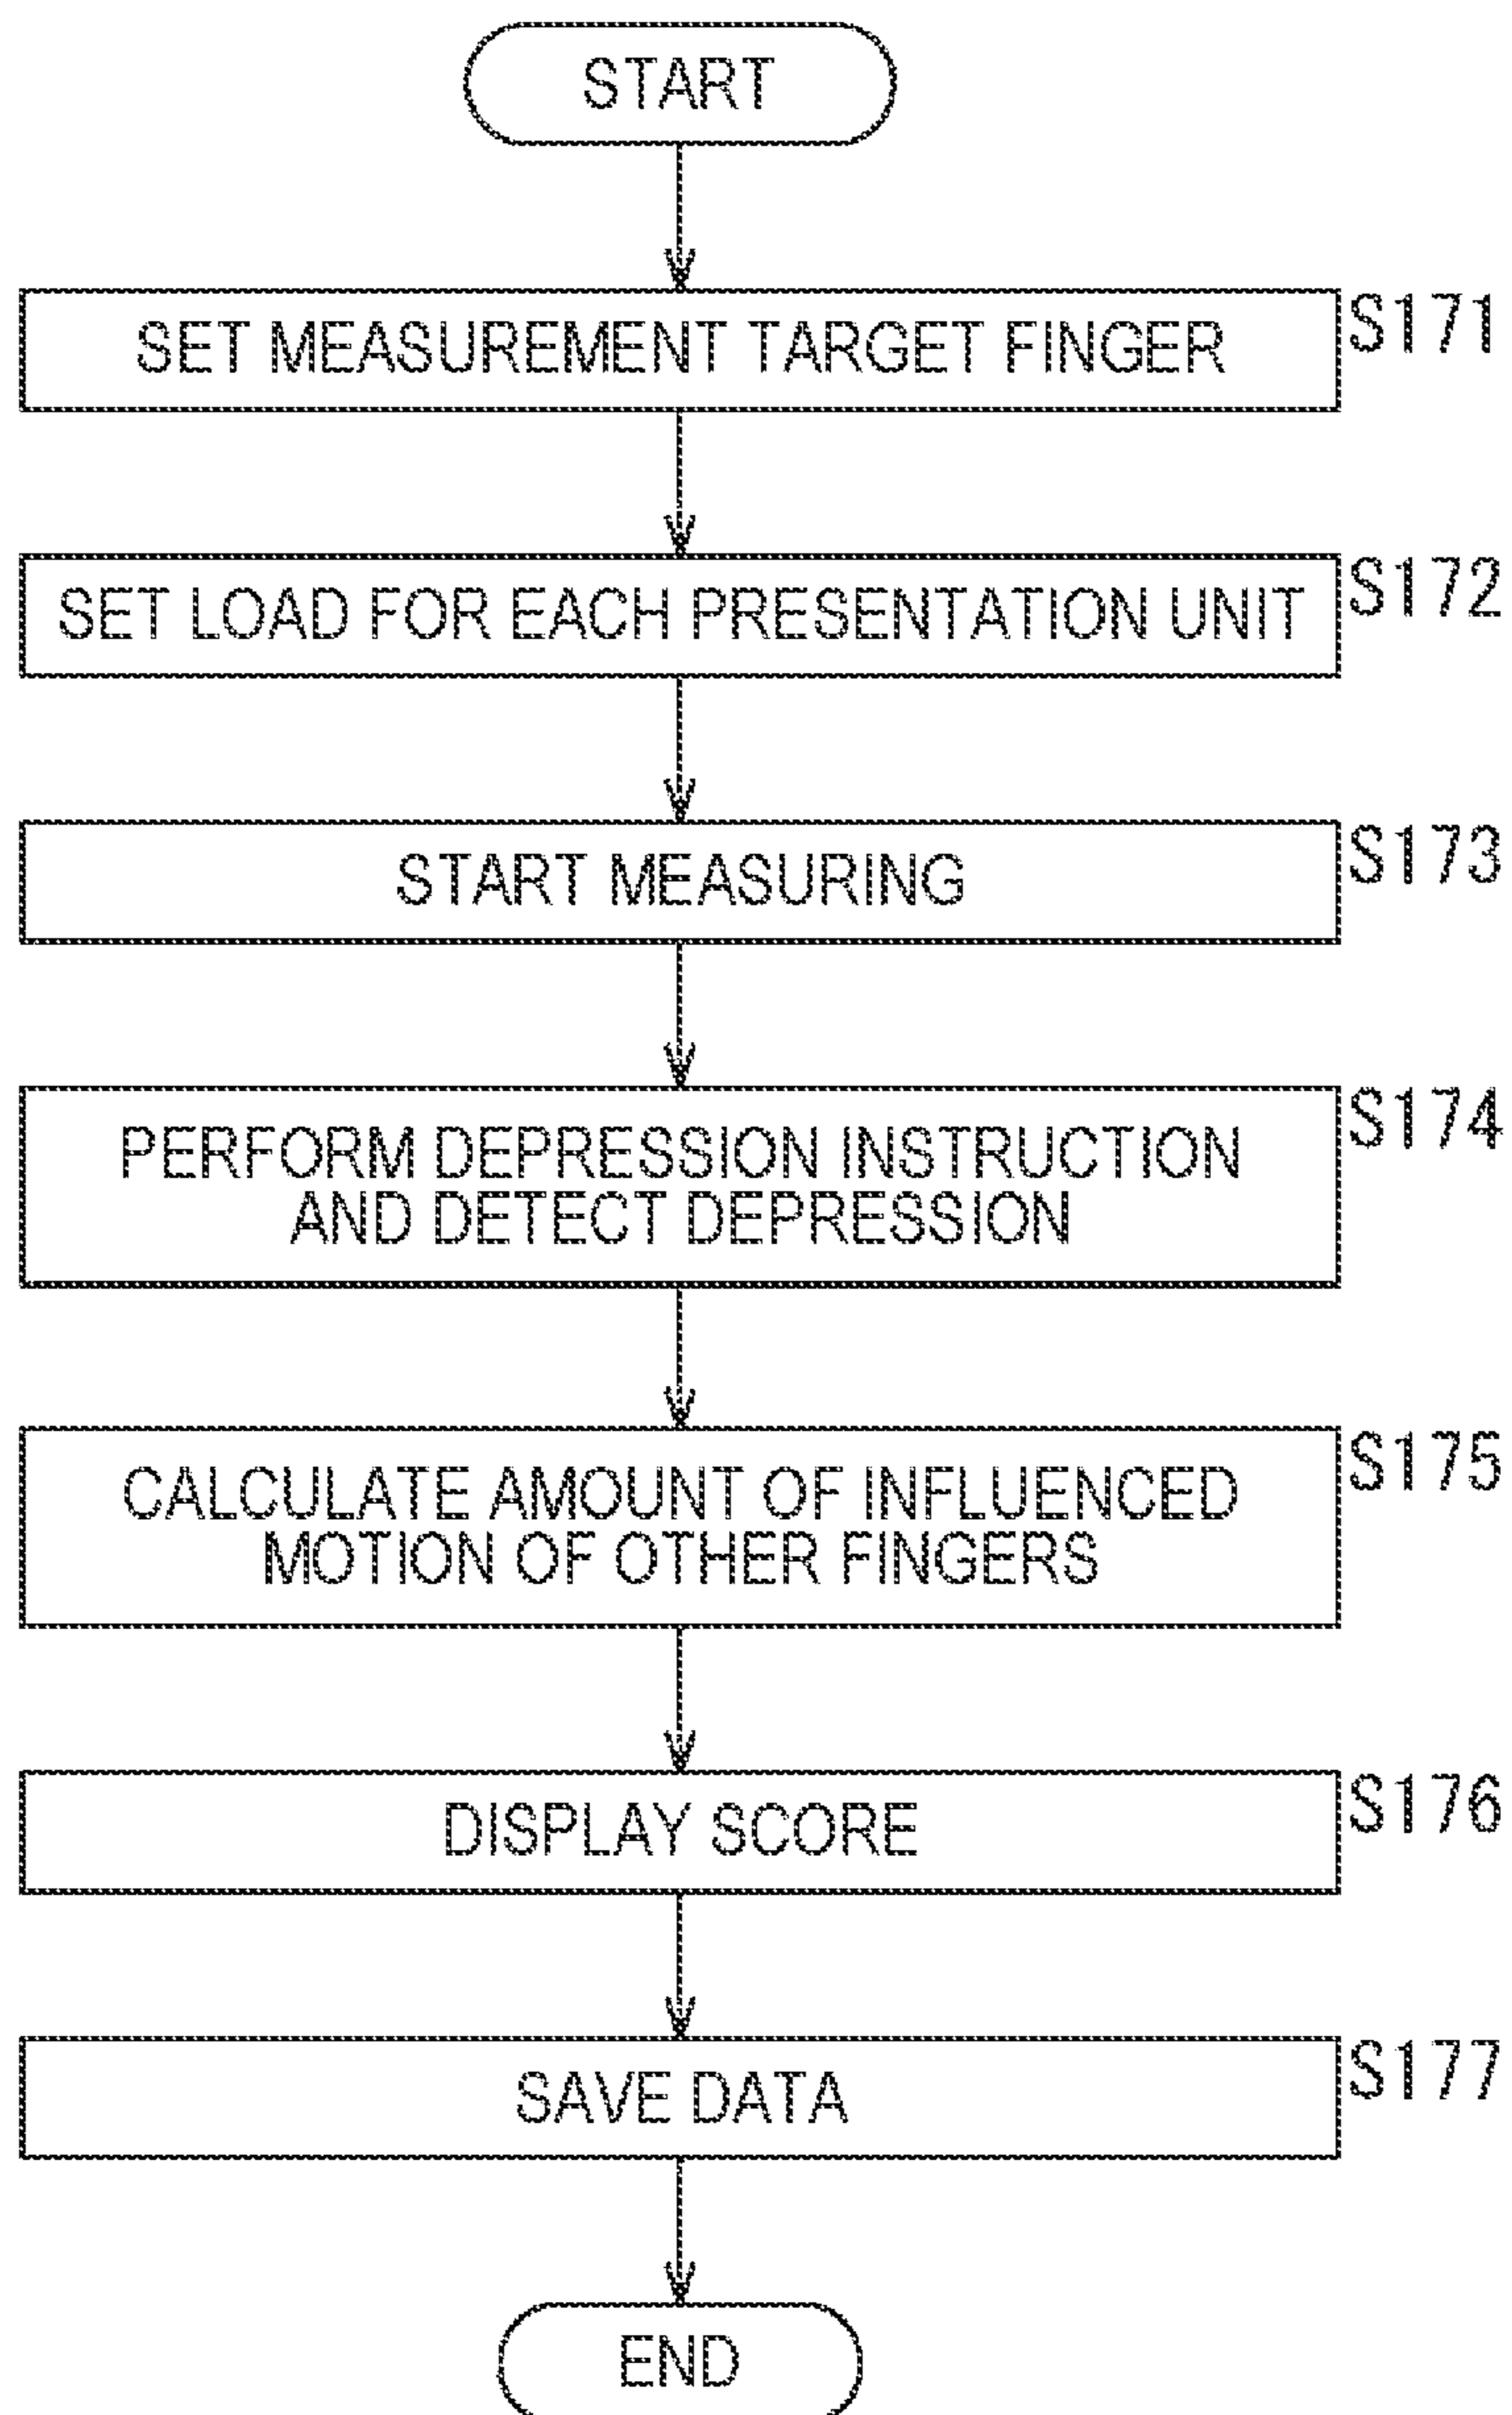 START
SET MEASUREMENT TARGET FINGER
S171
SET LOAD FOR EACH PRESENTATION UNIT
S172
START MEASURING
S173
PERFORM DEPRESSION INSTRUCTION
AND DETECT DEPRESSION
S174
CALCULATE AMOUNT OF INFLUENCED
MOTION OF OTHER FINGERS
S175
DISPLAY SCORE
S176
SAVE DATA
S177
END